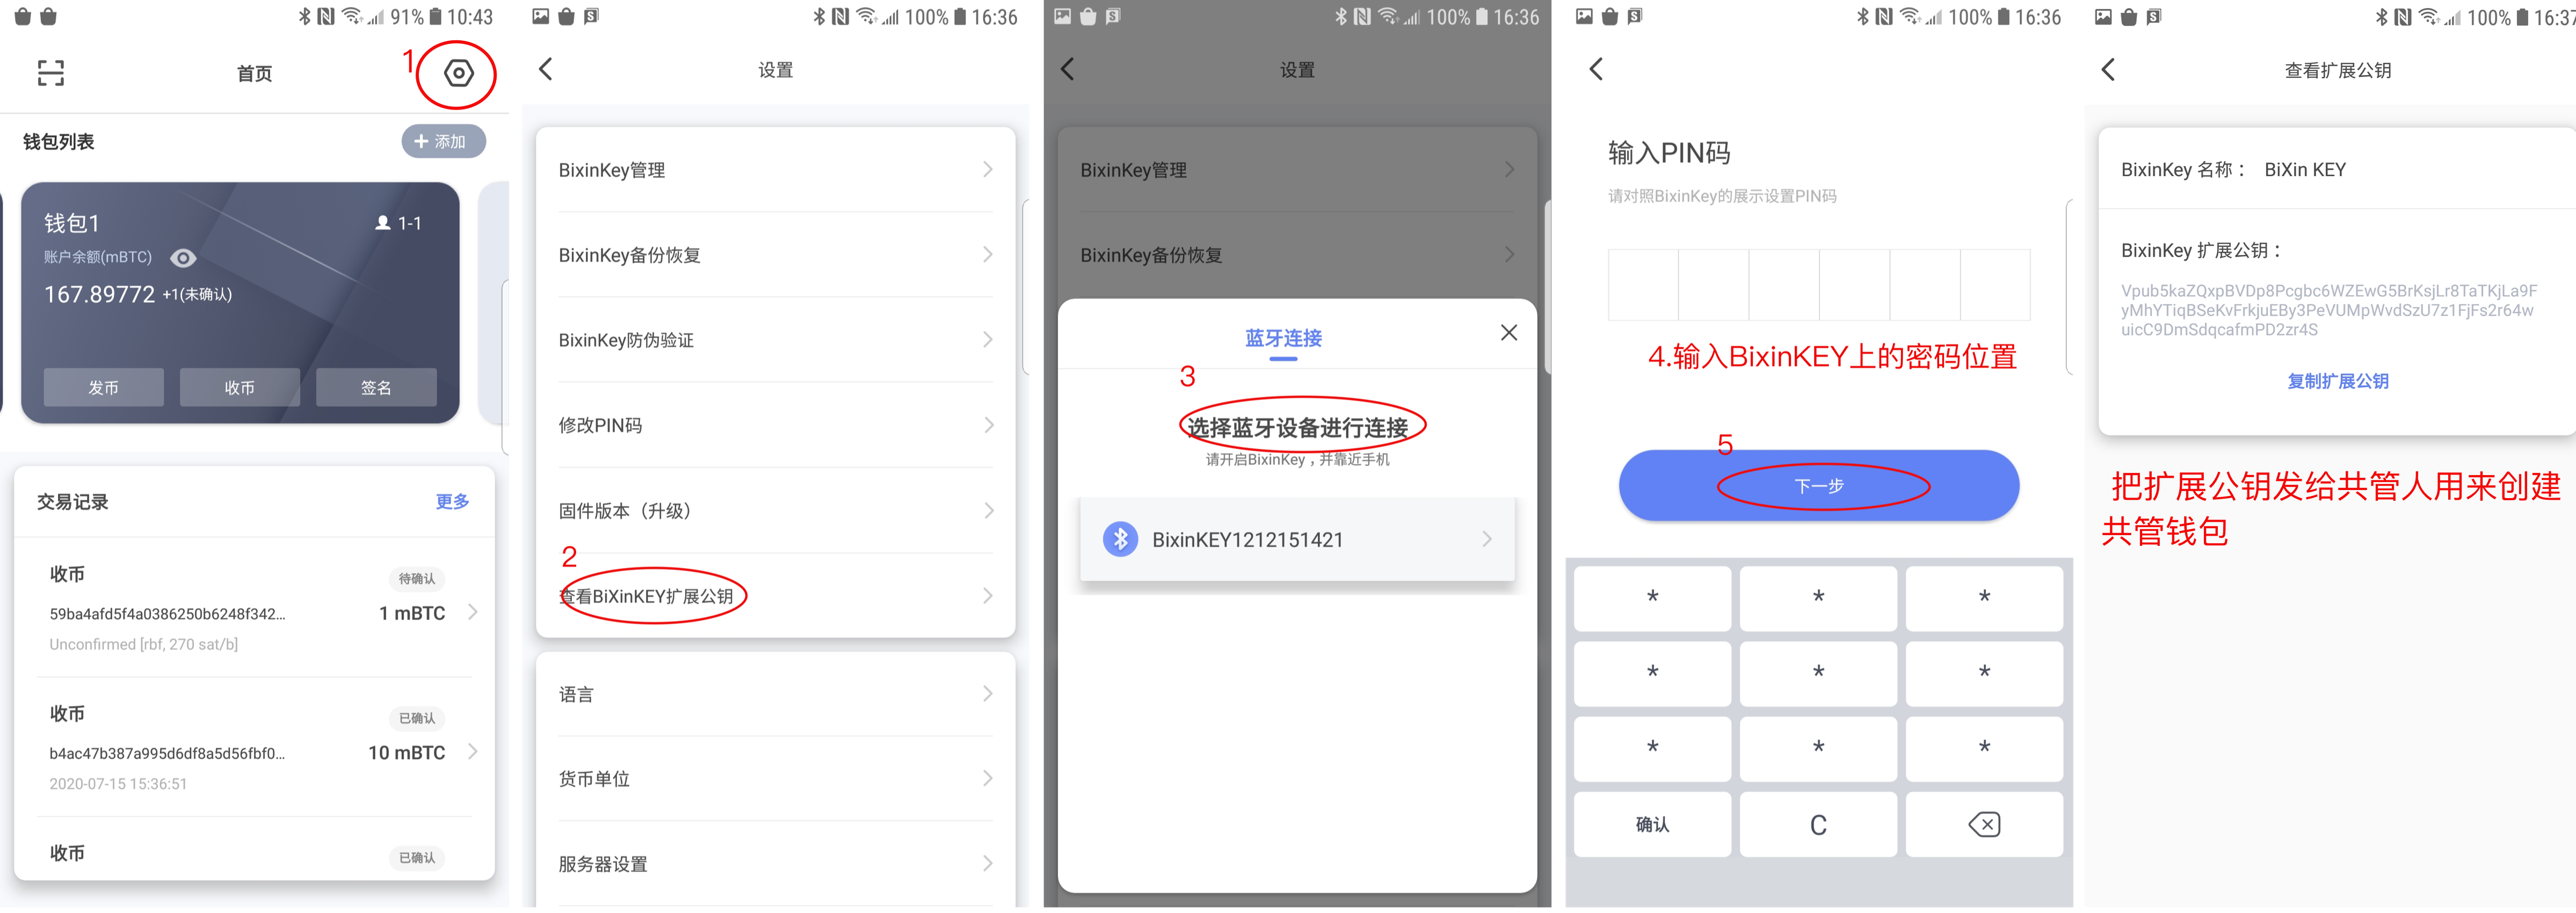 91% 10:43
1
首页
钱包列表
添加
钱包1
1-1
账户余额(mBTC)
167.89772 +1(未确认)
发币
收币
签名
交易记录
更多
收币
待确认
59ba4afd5f4a0386250b6248f342...
1 mBTC
Unconfirmed [rbf, 270 sat/b]
收币
已确认
b4ac47b387a995d6df8a5d56fbf0...
10 mBTC
2020-07-15 15:36:51
收币
已确认
100% 16:36
设置
BixinKey管理
BixinKey备份恢复
BixinKey防伪验证
修改PIN码
固件版本（升级）
2
查看BiXinKEY扩展公钥
语言
货币单位
服务器设置
100% 16:36
设置
BixinKey管理
BixinKey备份恢复
蓝牙连接
3
选择蓝牙设备进行连接
请开启BixinKey，并靠近手机
BixinKEY1212151421
100% 16:36
输入PIN码
请对照BixinKey的展示设置PIN码
4.输入BixinKEY上的密码位置
5
下一步
* * *
* * *
* * *
确认 C
100% 16:37
查看扩展公钥
BixinKey 名称： BiXin KEY
BixinKey 扩展公钥：
Vpub5kaZQxpBVDp8Pcgbc6WZEwG5BrKsjLr8TaTKjLa9F
yMhYTiqBSeKvFrkjuEBy3PeVUMpWvdSzU7z1FjFs2r64w
uicC9DmSdqcafmPD2zr4S
复制扩展公钥
把扩展公钥发给共管人用来创建
共管钱包